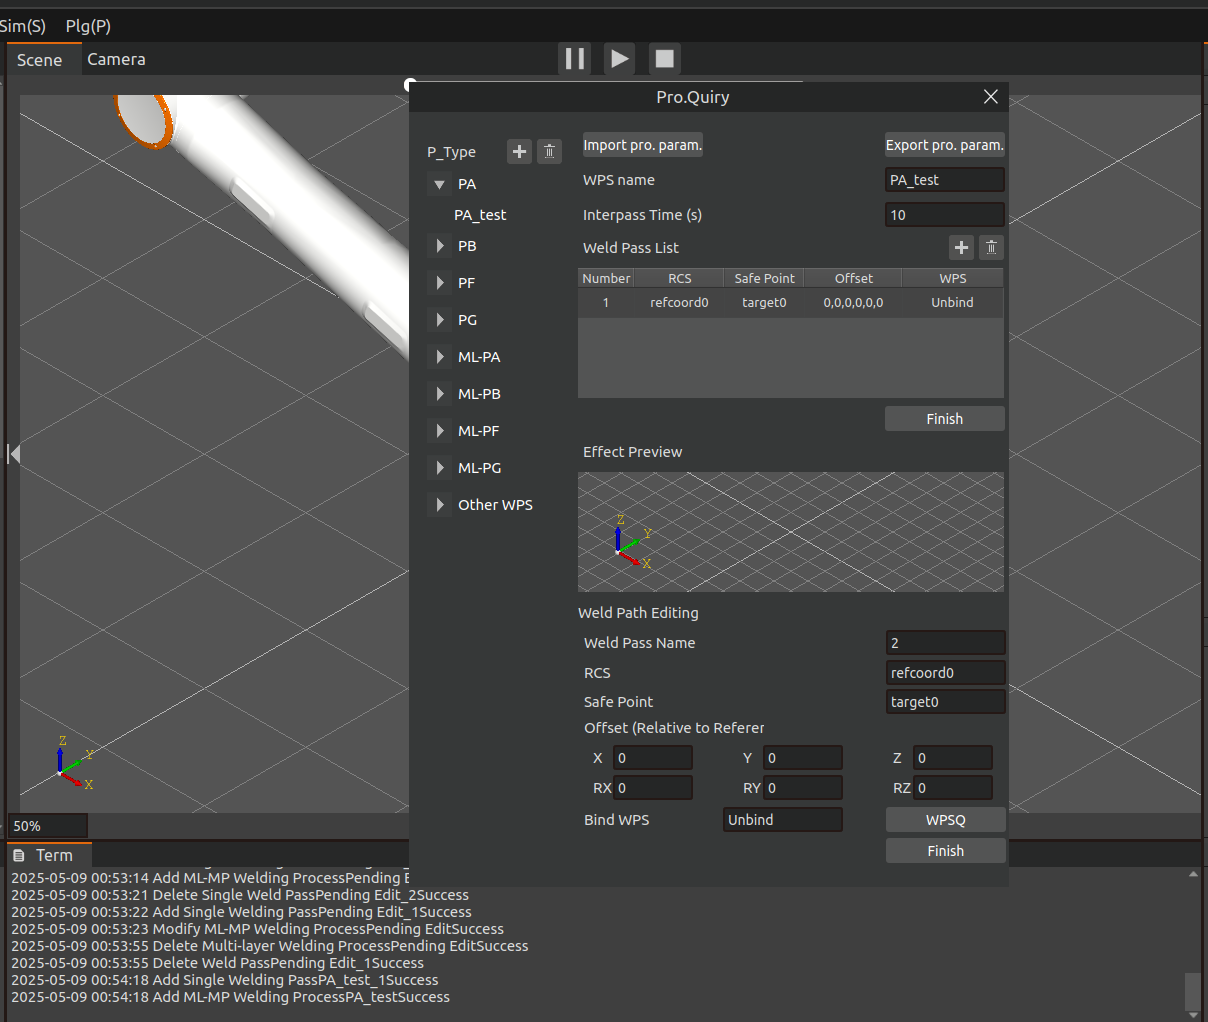 Sim(S) Plg(P)
Scene Camera
Pro.Quiry
P_Type
PA
PA_test
PB
PF
PG
ML-PA
ML-PB
ML-PF
ML-PG
Other WPS
Import pro. param. Export pro. param.
WPS name PA_test
Interpass Time (s) 10
Weld Pass List
Number RCS Safe Point Offset WPS
1 refcoord0 target0 0,0,0,0,0,0 Unbind
Finish
Effect Preview
Z
Y
X
Weld Path Editing
Weld Pass Name 2
RCS refcoord0
Safe Point target0
Offset (Relative to Referer
X 0 Y 0 Z 0
RX 0 RY 0 RZ 0
Bind WPS Unbind WPSQ
Finish
Z
Y
X
50%
Term
2025-05-09 00:53:14 Add ML-MP Welding ProcessPending E
2025-05-09 00:53:21 Delete Single Weld PassPending Edit_2Success
2025-05-09 00:53:22 Add Single Welding PassPending Edit_1Success
2025-05-09 00:53:23 Modify ML-MP Welding ProcessPending EditSuccess
2025-05-09 00:53:55 Delete Multi-layer Welding ProcessPending EditSuccess
2025-05-09 00:53:55 Delete Weld PassPending Edit_1Success
2025-05-09 00:54:18 Add Single Welding PassPA_test_1Success
2025-05-09 00:54:18 Add ML-MP Welding ProcessPA_testSuccess